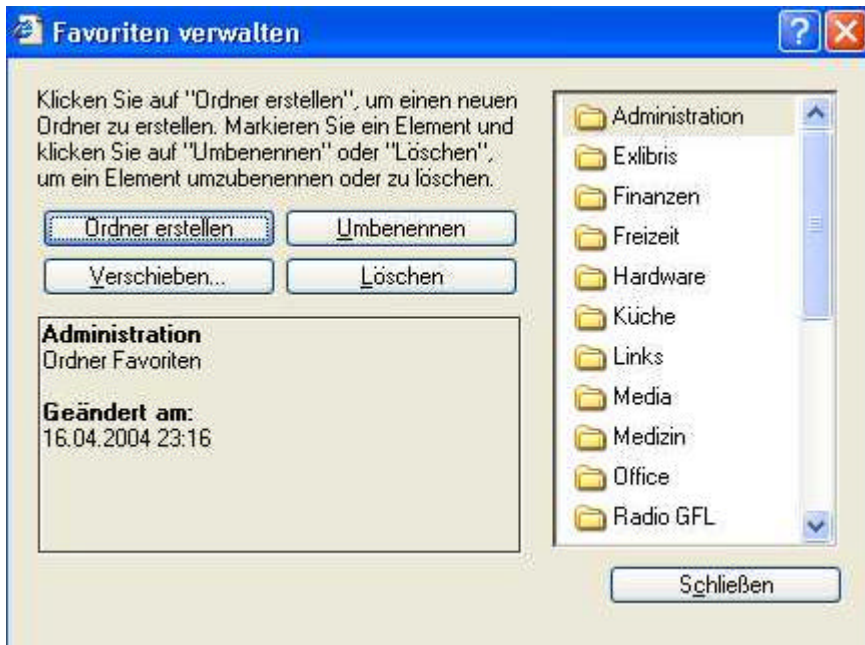 Favoriten verwalten
Klicken Sie auf "Ordner erstellen", um einen neuen
Ordner zu erstellen. Markieren Sie ein Element und
klicken Sie auf "Umbenennen" oder "Löschen",
um ein Element umzubenennen oder zu löschen.
Ordner erstellen
Umbenennen
Verschieben...
Löschen
Administration
Ordner Favoriten
Geändert am:
16.04.2004 23:16
Administration
Exlibris
Finanzen
Freizeit
Hardware
Küche
Links
Media
Medizin
Office
Radio GFL
Schließen